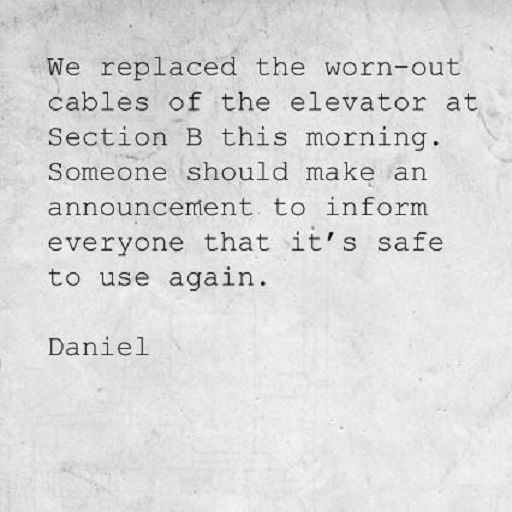 We replaced the worn-out
cables of the elevator at
Section B this morning.
Someone should make an
announcement to inform
everyone that it's safe
to use again.
Daniel